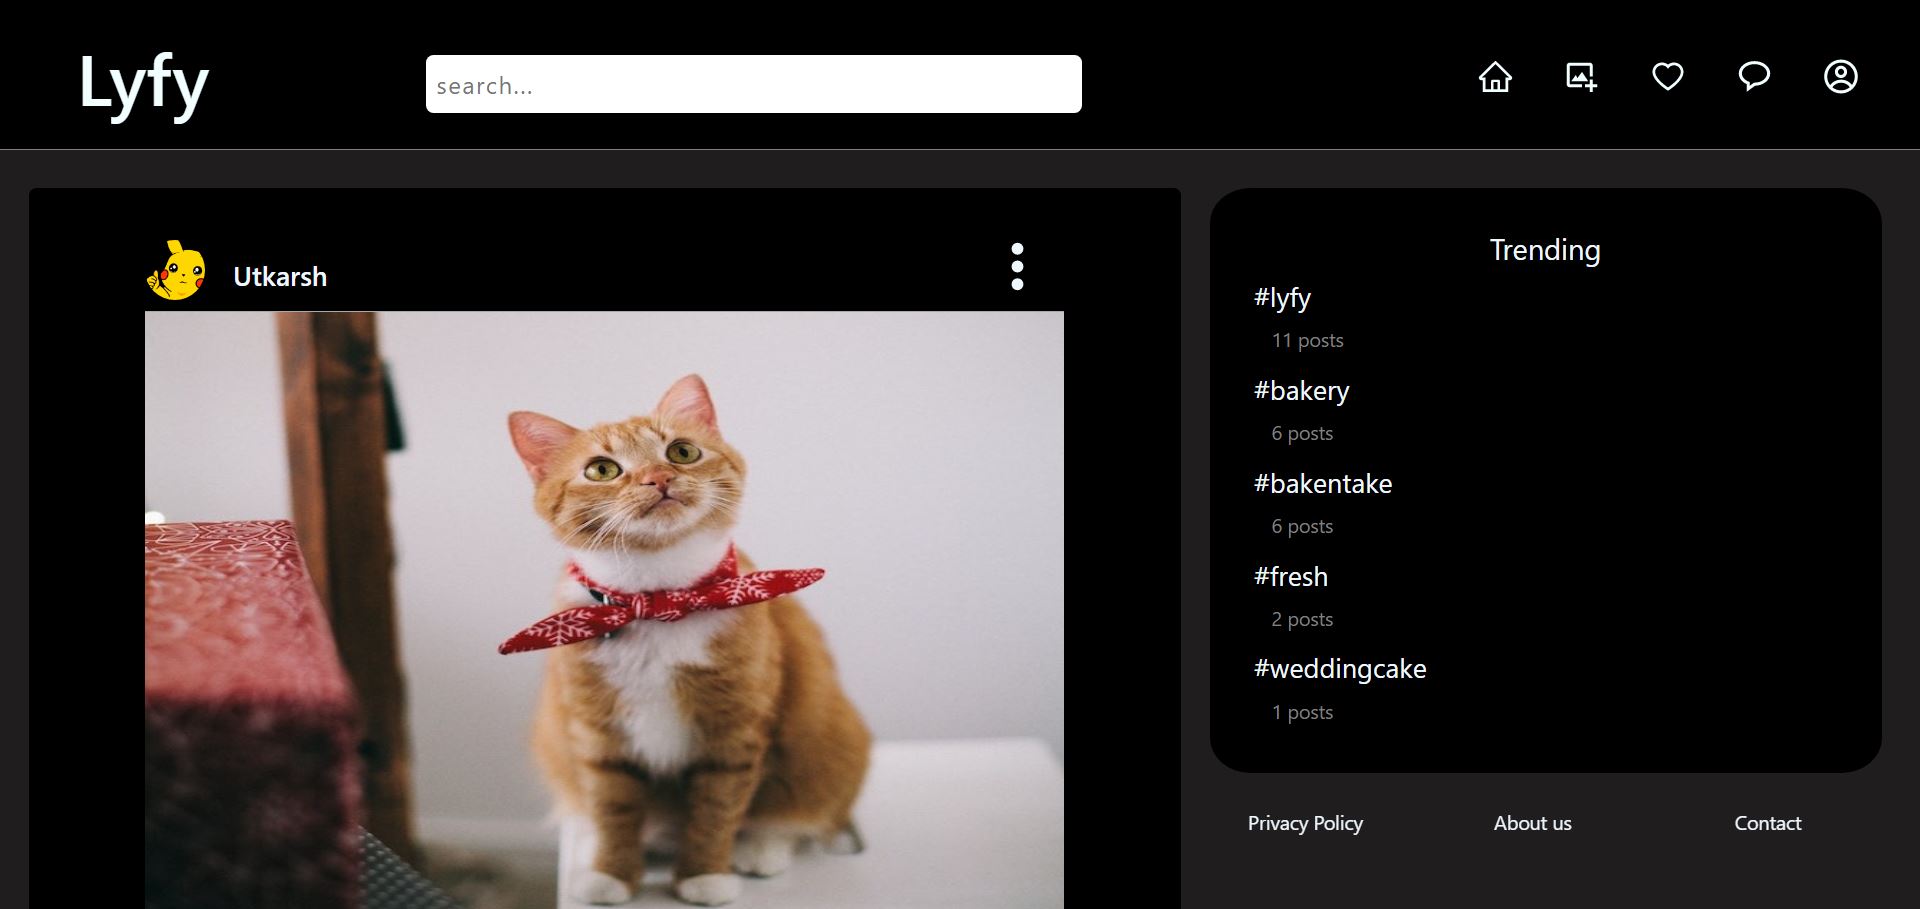 Lyfy
search...
Utkarsh
Trending
#lyfy
11 posts
#bakery
6 posts
#bakentake
6 posts
#fresh
2 posts
#weddingcake
1 posts
Privacy Policy
About us
Contact